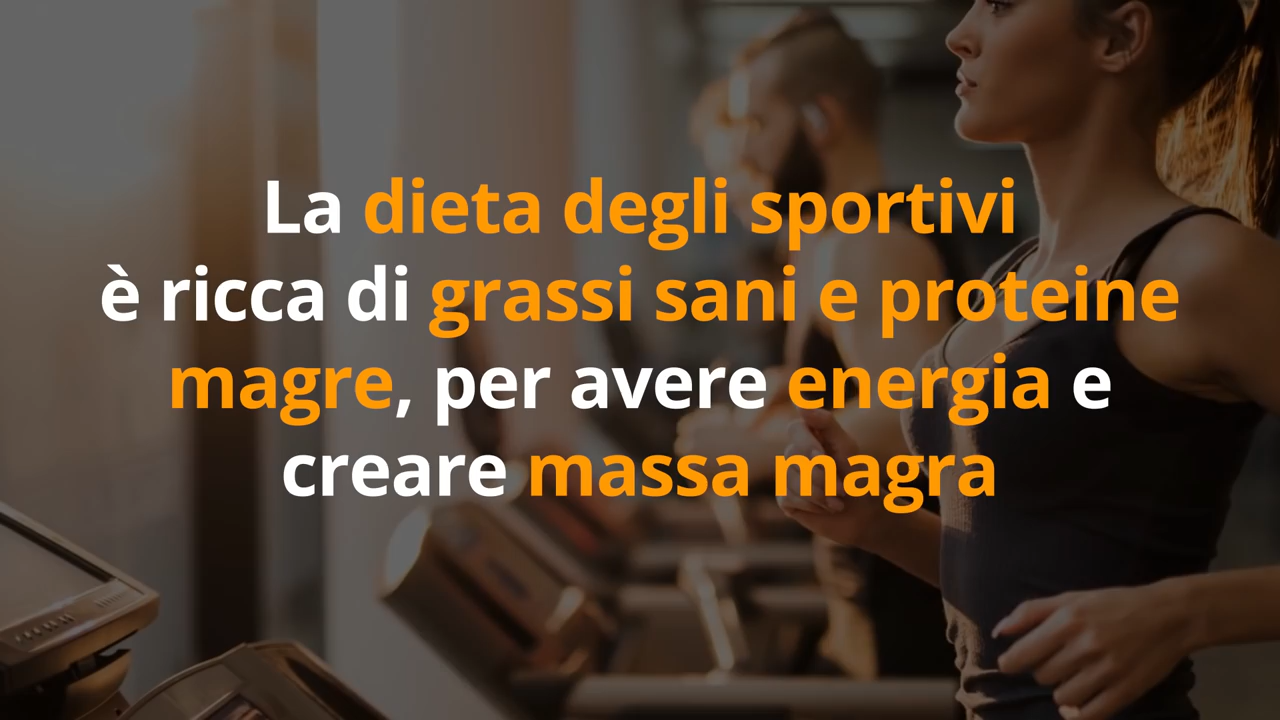 La dieta degli sportivi
è ricca di grassi sani e proteine
magre, per avere energia e
creare massa magra